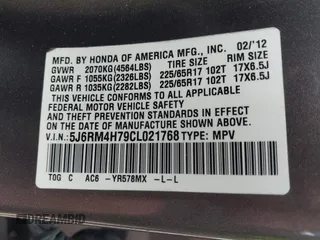 MFD. BY HONDA OF AMERICA MFG., INC. 02/'12
TIRE SIZE RIM SIZE
GVWR 2070KG(4564LBS)
GAWR F 1055KG(2326LBS) 225/65R17 102T 17X6.5J
GAWR R 1035KG(2282LBS) 225/65R17 102T 17X6.5J
THIS VEHICLE CONFORMS TO ALL APPLICABLE
FEDERAL MOTOR VEHICLE SAFETY AND
THEFT PREVENTION STANDARDS IN EFFECT ON
THE DATE OF MANUFACTURE SHOWN ABOVE.
V.I.N.: 5J6RM4H79CL021768 TYPE: MPV
TOG C AC6 -YR578MX -L-L
DREAMBID